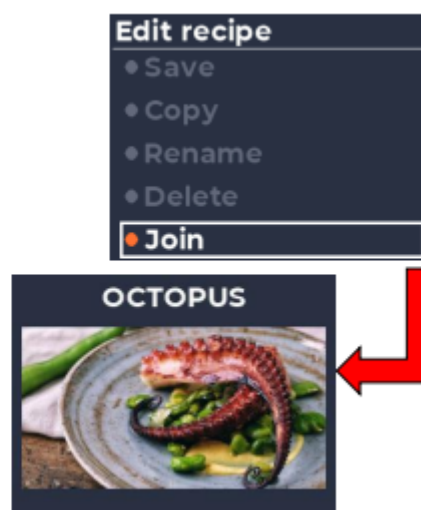 Edit recipe
Save
Copy
Rename
Delete
Join
OCTOPUS